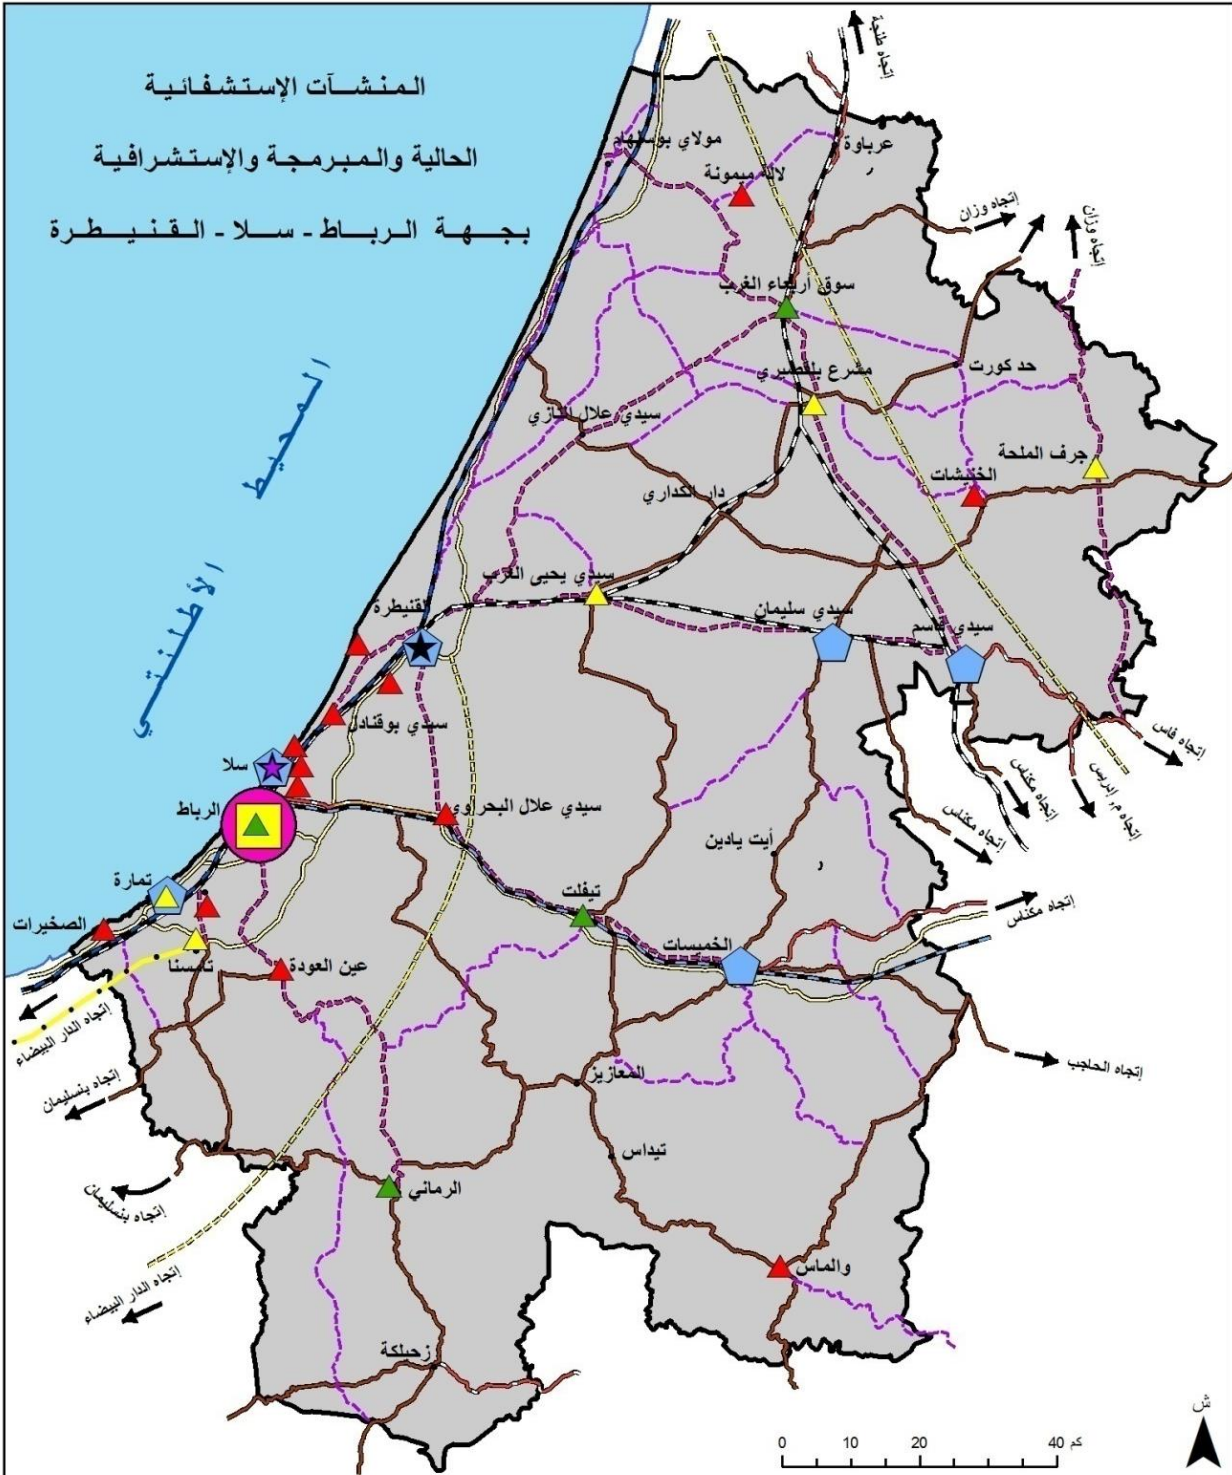 المنشآت الإستشفائية
الحالية والمبرمجة والإستشرافية
بجهة الرباط - سلا - القنيطرة
إتجاه طنجة
مولاي بوسلهام
عرباوة
لالة ميمونة
إتجاه وزان
إتجاه وزان
سوق أربعاء الغرب
حد كورت
مشرع بلقصيري
سيدي علال التازي
جرف الملحة
الخنيشات
دار الكداري
المحيط
الأطلنتي
سيدي يحيى الغرب
القنيطرة
سيدي سليمان
سيدي قاسم
سيدي بوقنادل
إتجاه فاس
سلا
إتجاه مكناس
إتجاه م. إدريس
الرباط
سيدي علال البحراوي
إتجاه مكناس
أيت يادين
تمارة
تيفلت
إتجاه مكناس
الصخيرات
الخميسات
تامسنا
عين العودة
إتجاه الدار البيضاء
إتجاه الحاجب
إتجاه بنسليمان
المعازيز
تيداس
إتجاه بنسليمان
الرماني
والماس
إتجاه الدار البيضاء
زحيلكة
ش
0 10 20 40 كم